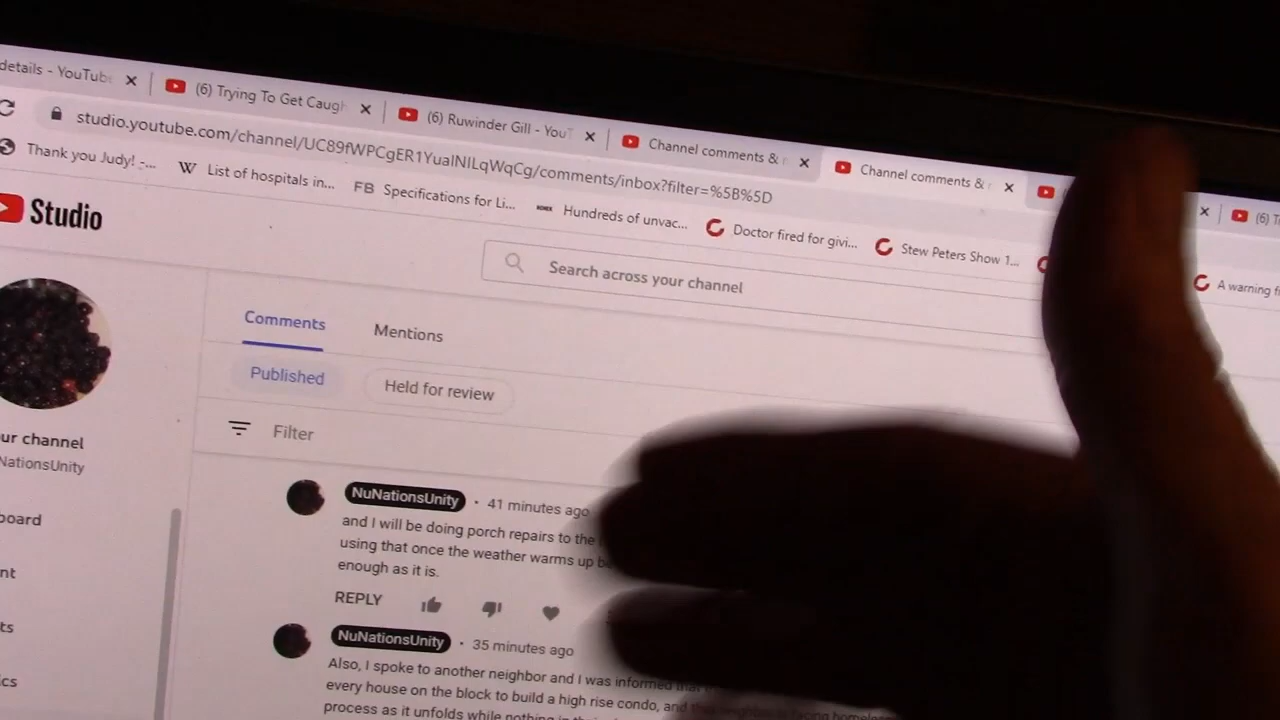 details - YouTub
(6) Trying To Get Caugh
(6) Ruwinder Gill - YouT
Channel comments &
Channel comments &
(6) T
studio.youtube.com/channel/UC89fWPCgER1YuaINILqWqCg/comments/inbox?filter=%5B%5D
Thank you Judy! -...
W List of hospitals in...
FB Specifications for Li...
Hundreds of unvac...
Doctor fired for givi...
Stew Peters Show 1...
A warning f
Studio
Search across your channel
Comments
Mentions
Published
Held for review
Filter
ur channel
NationsUnity
board
nt
ts
cs
NuNationsUnity · 41 minutes ago
and I will be doing porch repairs to the
using that once the weather warms up
enough as it is.
REPLY
NuNationsUnity · 35 minutes ago
Also, I spoke to another neighbor and I was informed that
every house on the block to build a high rise condo, and
process as it unfolds while nothing in